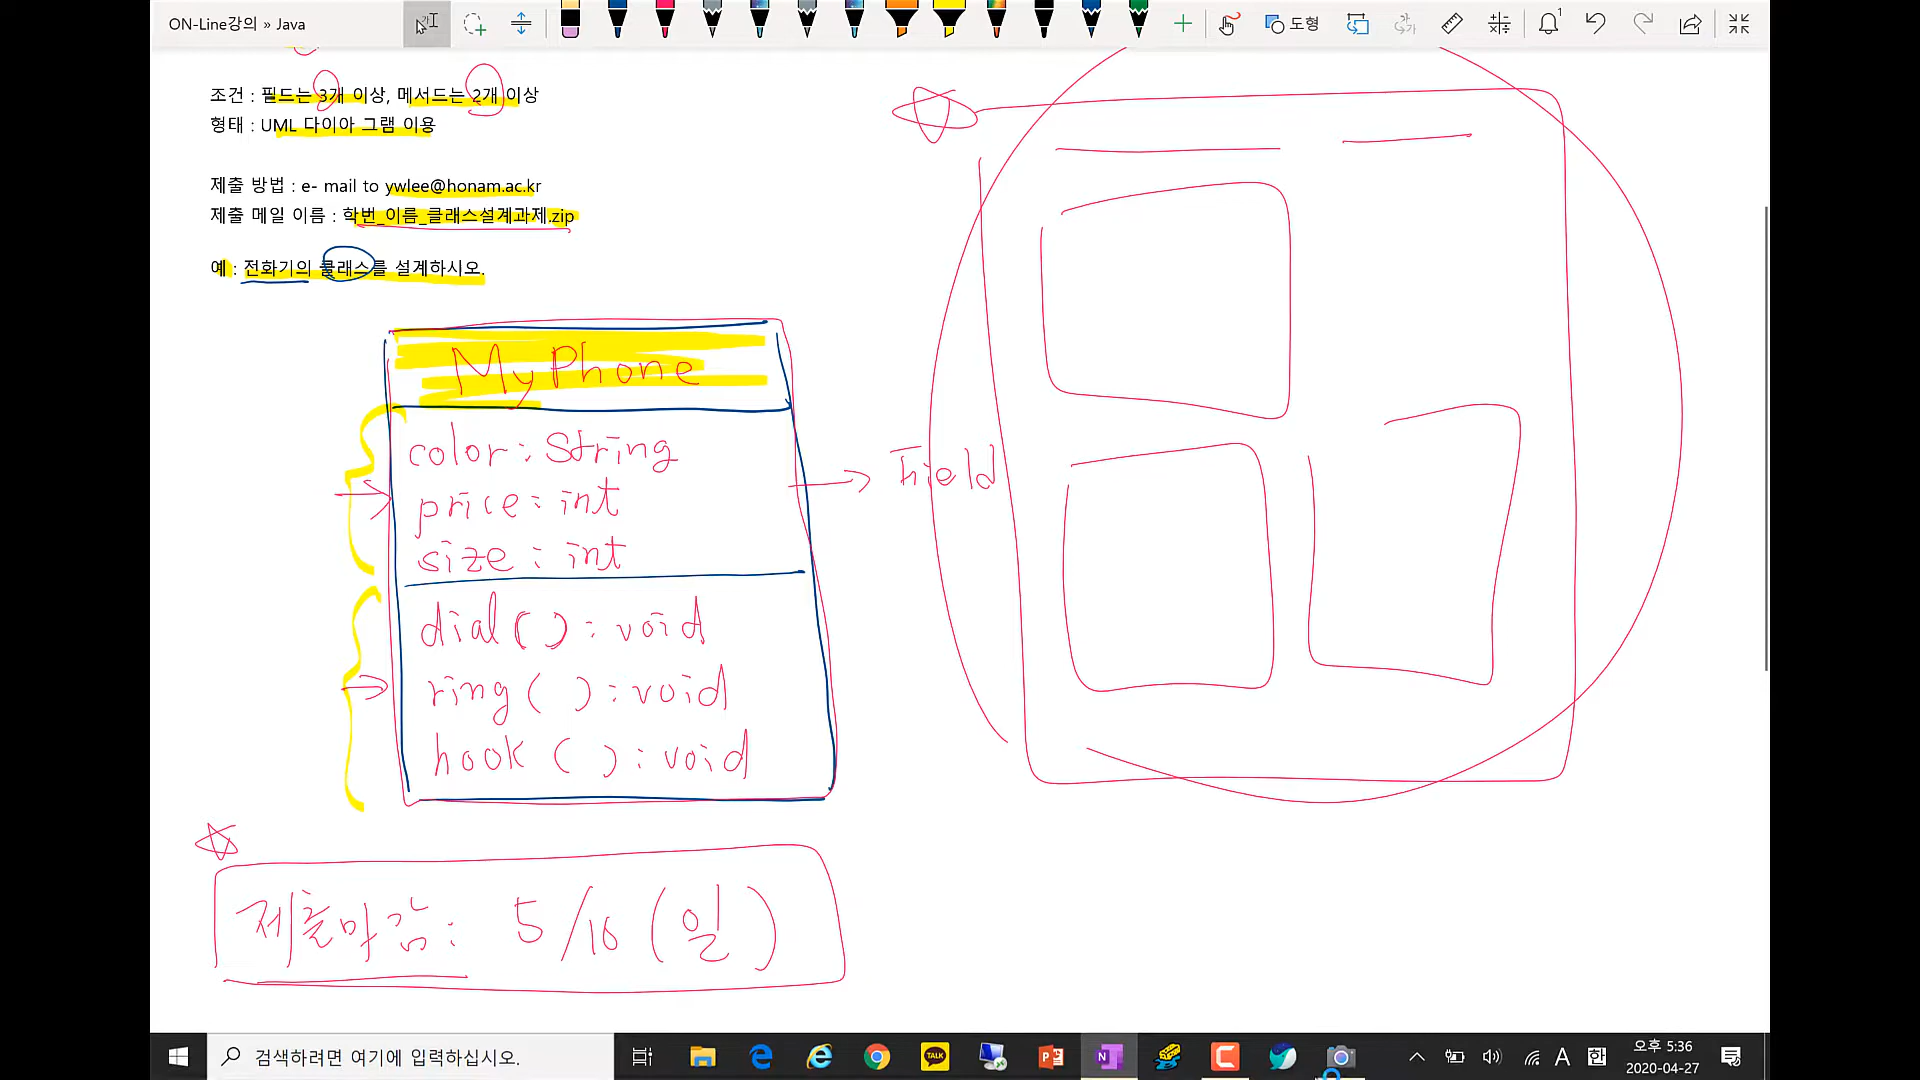 ON-Line강의 » Java
도형
조건 : 필드는 3개 이상, 메서드는 2개 이상
형태 : UML 다이아 그램 이용
제출 방법 : e- mail to ywlee@honam.ac.kr
제출 메일 이름 : 학번_이름_클래스설계과제.zip
예 : 전화기의 클래스를 설계하시오.
MyPhone
color : String
price : int
size : int
Field
dial ( ) : void
ring ( ) : void
hook ( ) : void
제출마감 : 5/10 (일)
검색하려면 여기에 입력하십시오.
TALK
A 한
오후 5:36
2020-04-27